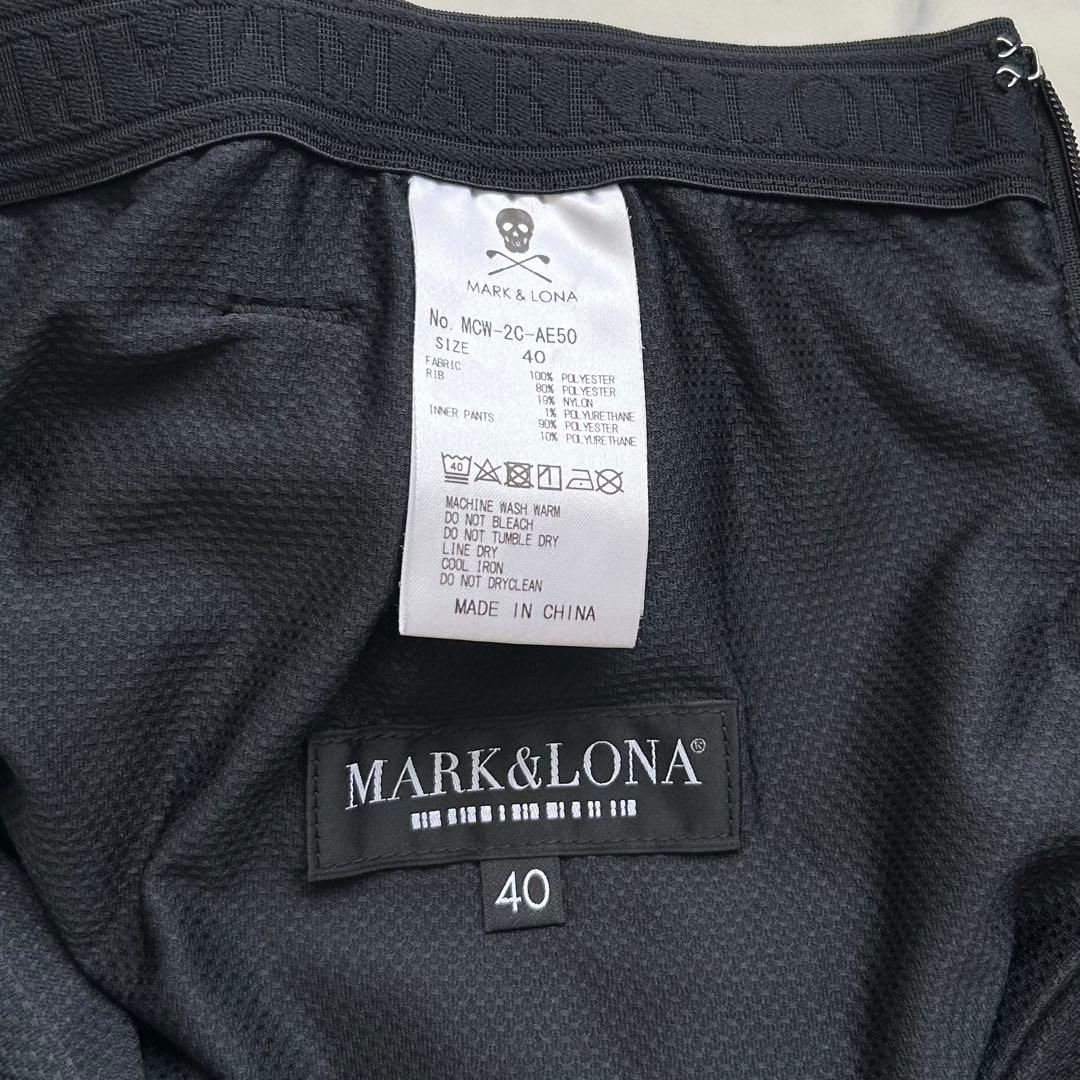 MARK&LONA
MARK & LONA
No. MCW-2C-AE50
SIZE 40
FABRIC 100% POLYESTER
RIB 80% POLYESTER
19% NYLON
1% POLYURETHANE
INNER PANTS 90% POLYESTER
10% POLYURETHANE
40
MACHINE WASH WARM
DO NOT BLEACH
DO NOT TUMBLE DRY
LINE DRY
COOL IRON
DO NOT DRYCLEAN
MADE IN CHINA
MARK&LONA®
40